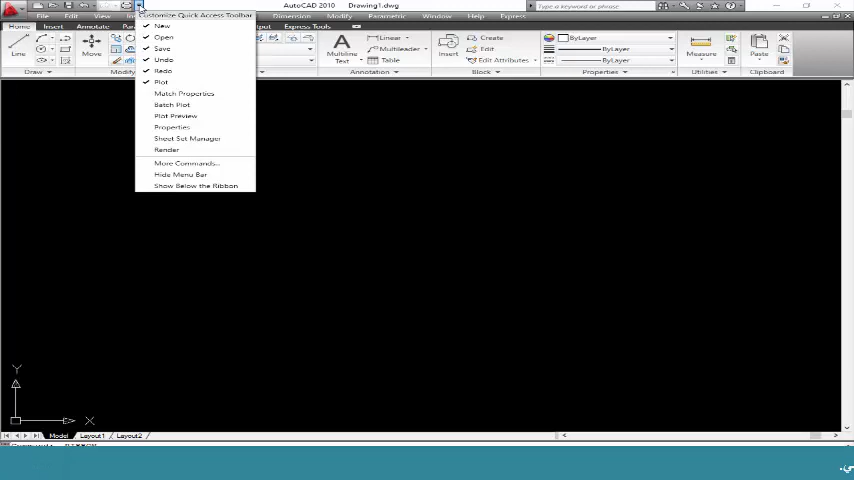 AutoCAD 2010 Drawing1.dwg
Type a keyword or phrase
File Edit View Dimension Modify Parametric Window Help Express
Customize Quick Access Toolbar
New
Open
Save
Undo
Redo
Plot
Match Properties
Batch Plot
Plot Preview
Properties
Sheet Set Manager
Render
More Commands...
Hide Menu Bar
Show Below the Ribbon
Home Insert Annotate Express Tools
Line
Move
Draw
Multiline
Text
Linear
Multileader
Table
Annotation
Insert
Create
Edit
Edit Attributes
Block
ByLayer
ByLayer
ByLayer
Properties
Measure
Utilities
Paste
Clipboard
Y
X
Model Layout1 Layout2